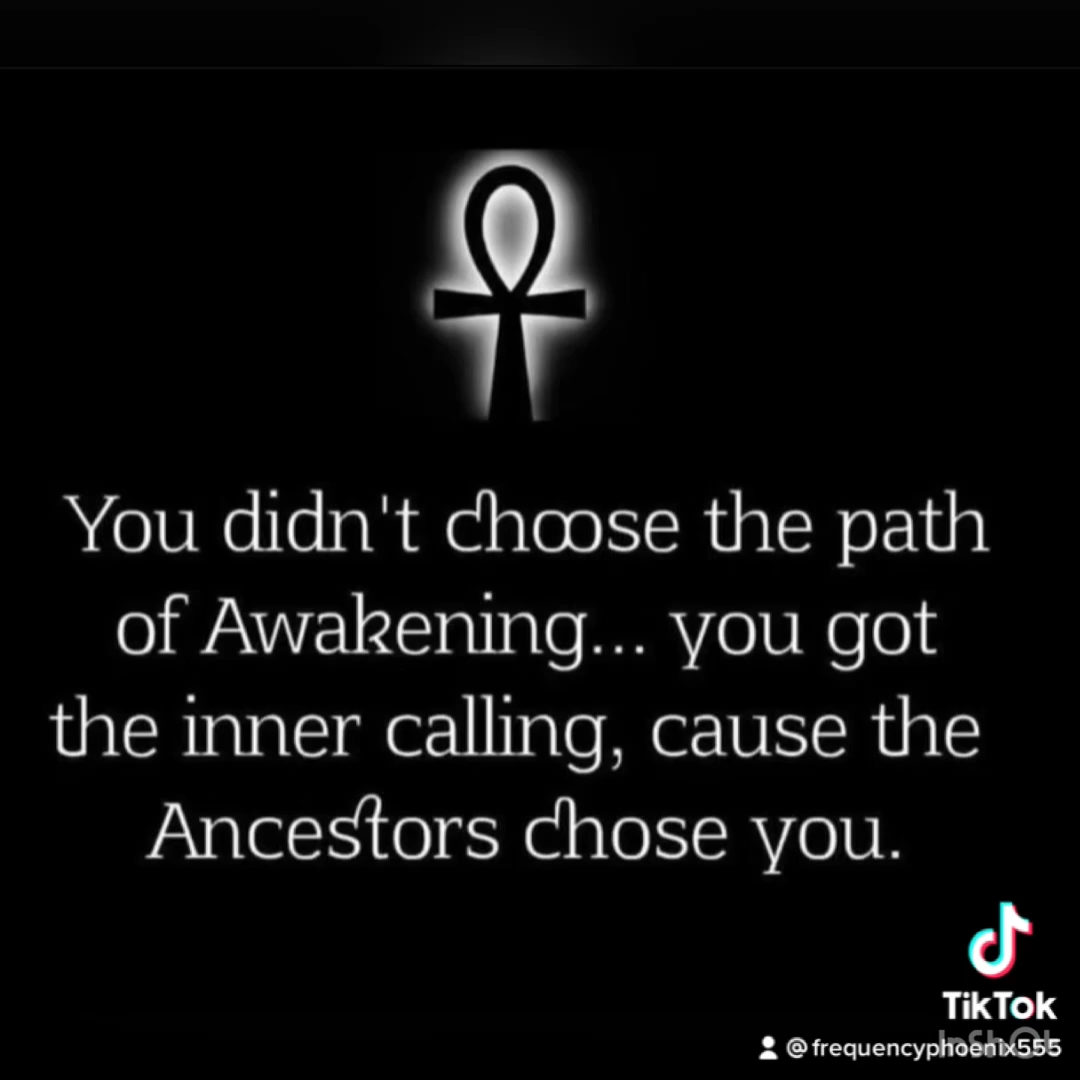 You didn't choose the path
of Awakening... you got
the inner calling, cause the
Ancestors chose you.
TikTok
InShOt
@frequencyphoenix555